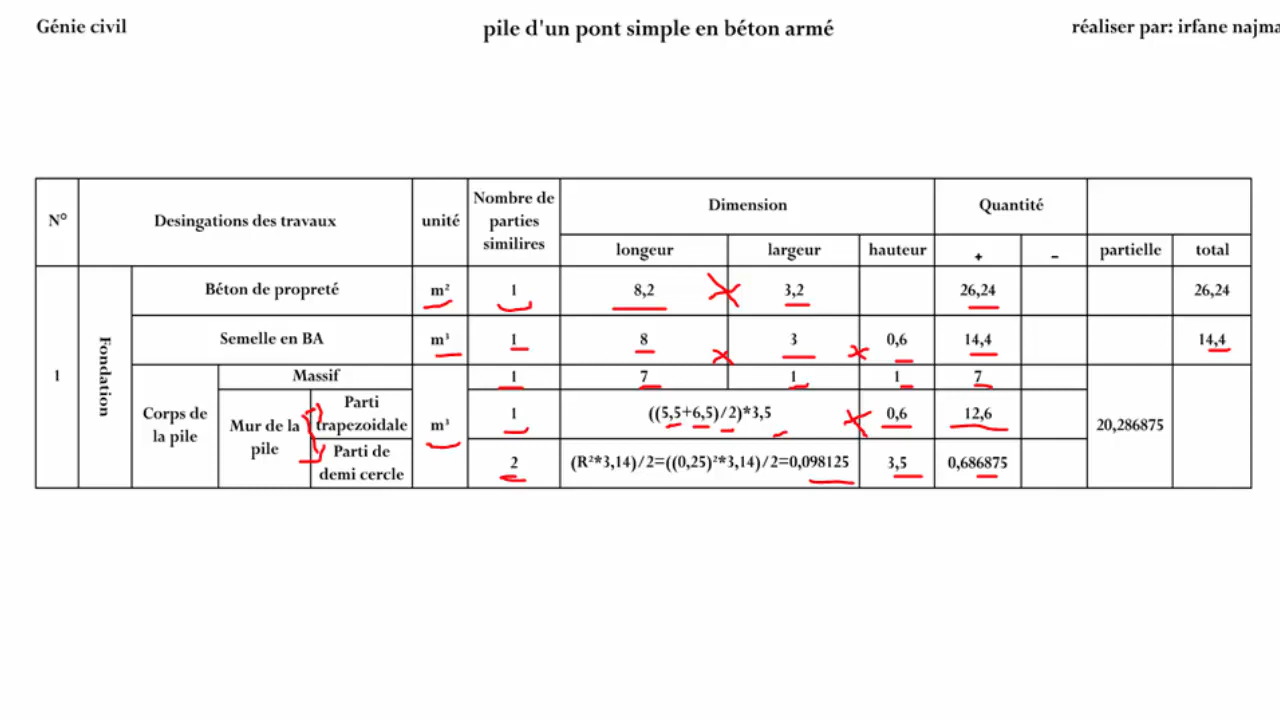 Génie civil
pile d'un pont simple en béton armé
réaliser par: irfane najma
N°
Desingations des travaux
unité
Nombre de
parties
similires
Dimension
Quantité
longeur
largeur
hauteur
+
-
partielle
total
1
Fondation
Béton de propreté
m²
1
8,2
3,2
26,24
26,24
Semelle en BA
m³
1
8
3
0,6
14,4
14,4
Corps de
la pile
Massif
m³
1
7
1
1
7
20,286875
Mur de la
pile
Parti
trapezoidale
1
((5,5+6,5)/2)*3,5
0,6
12,6
Parti de
demi cercle
2
(R²*3,14)/2=((0,25)²*3,14)/2=0,098125
3,5
0,686875